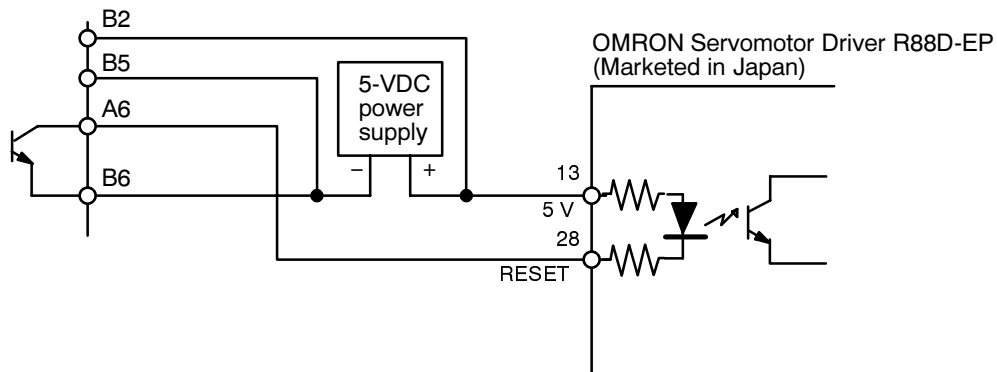 B2
OMRON Servomotor Driver R88D-EP
(Marketed in Japan)
B5
5-VDC
power
supply
A6
– +
B6
13
5 V
28
RESET